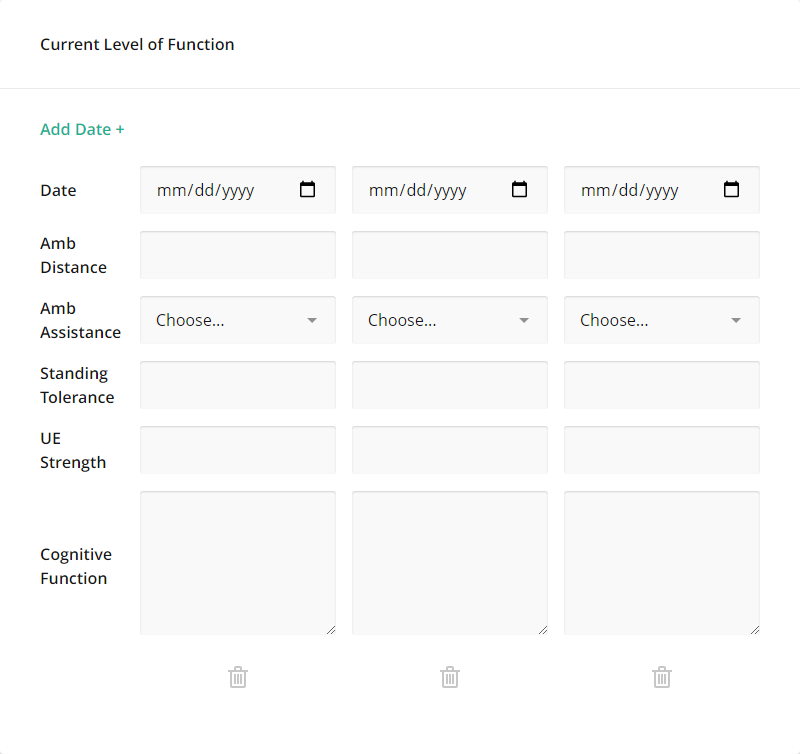 Current Level of Function
Add Date +
Date mm/dd/yyyy mm/dd/yyyy mm/dd/yyyy
Amb
Distance
Amb
Assistance Choose... Choose... Choose...
Standing
Tolerance
UE
Strength
Cognitive
Function